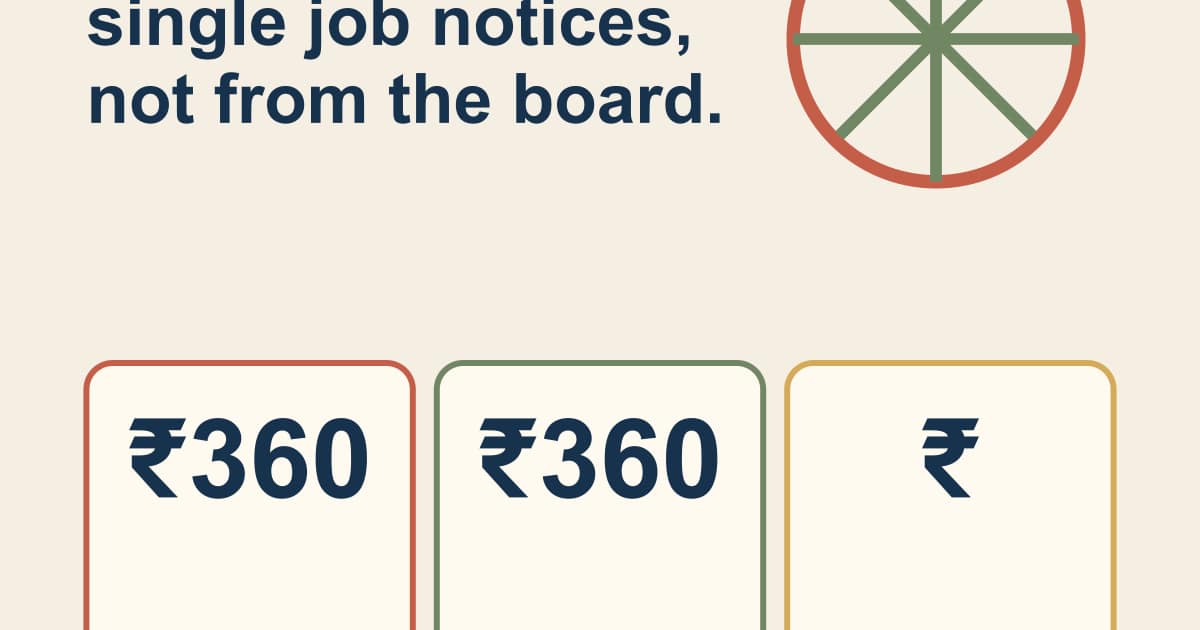 single job notices,
not from the board.
₹360 ₹360 ₹